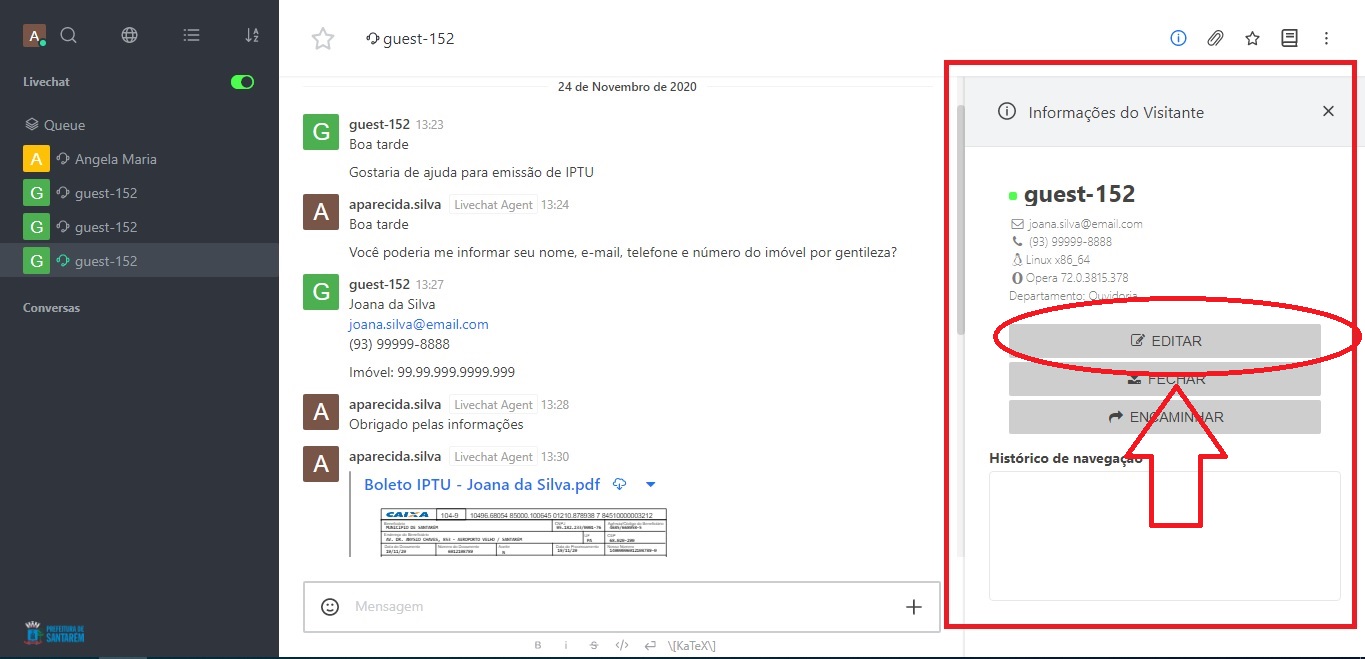 A
Livechat
Queue
A Angela Maria
G guest-152
G guest-152
G guest-152
Conversas
PREFEITURA DE
SANTARÉM
guest-152
24 de Novembro de 2020
G guest-152 13:23
Boa tarde
Gostaria de ajuda para emissão de IPTU
A aparecida.silva Livechat Agent 13:24
Boa tarde
Você poderia me informar seu nome, e-mail, telefone e número do imóvel por gentileza?
G guest-152 13:27
Joana da Silva
joana.silva@email.com
(93) 99999-8888
Imóvel: 99.99.999.9999.999
A aparecida.silva Livechat Agent 13:28
Obrigado pelas informações
A aparecida.silva Livechat Agent 13:30
Boleto IPTU - Joana da Silva.pdf
CAIXA 104-9 10496.68054 85000.100645 01210.878938 7 84510000003212
MUNICIPIO DE SANTARÉM
Mensagem
B i S </> \[KaTeX\]
Informações do Visitante
guest-152
joana.silva@email.com
(93) 99999-8888
Linux x86_64
Opera 72.0.3815.378
Departamento: Ouvidoria
EDITAR
FECHAR
ENCAMINHAR
Histórico de navegação